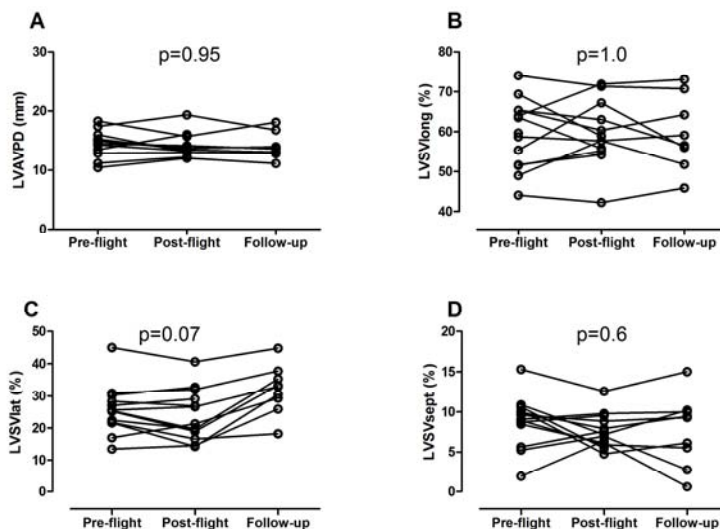 A
p=0.95
LVAVPD (mm)
30
20
10
0
Pre-flight Post-flight Follow-up
B
p=1.0
LVSVlong (%)
80
70
60
50
40
Pre-flight Post-flight Follow-up
C
p=0.07
LVSVlat (%)
50
40
30
20
10
0
Pre-flight Post-flight Follow-up
D
p=0.6
LVSVsept (%)
20
15
10
5
0
Pre-flight Post-flight Follow-up